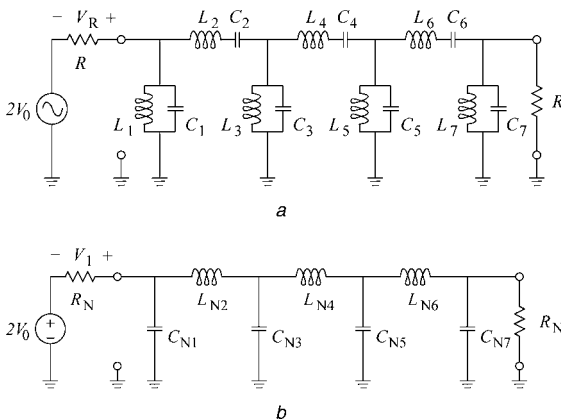 − V_R + L_2 C_2 L_4 C_4 L_6 C_6
R
2V_0 R
L_1 C_1 L_3 C_3 L_5 C_5 L_7 C_7
a
− V_1 +
R_N L_N2 L_N4 L_N6
2V_0 + − C_N1 C_N3 C_N5 C_N7 R_N
b